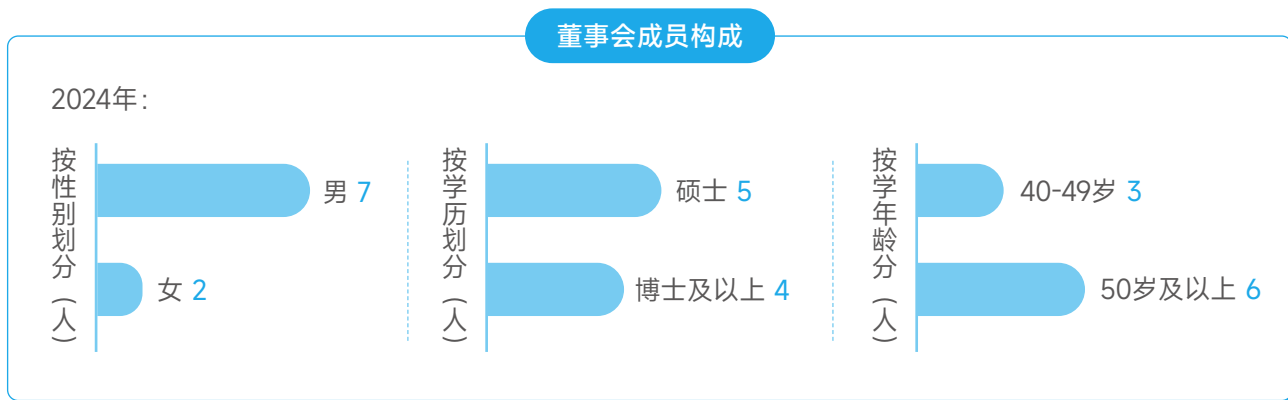 董事会成员构成
2024年：
按性别划分（人）
男 7
女 2
按学历划分（人）
硕士 5
博士及以上 4
按学年龄分（人）
40-49岁 3
50岁及以上 6